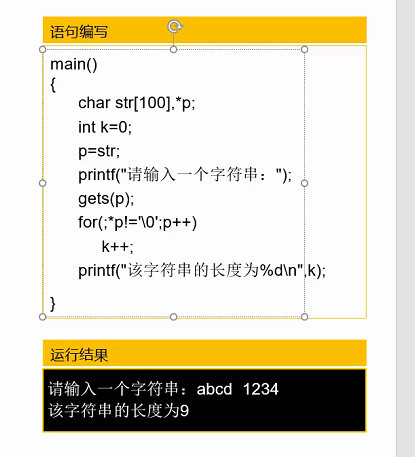 语句编写
main()
{
char str[100],*p;
int k=0;
p=str;
printf("请输入一个字符串：");
gets(p);
for(;*p!='\0';p++)
k++;
printf("该字符串的长度为%d\n",k);
}
运行结果
请输入一个字符串：abcd  1234
该字符串的长度为9